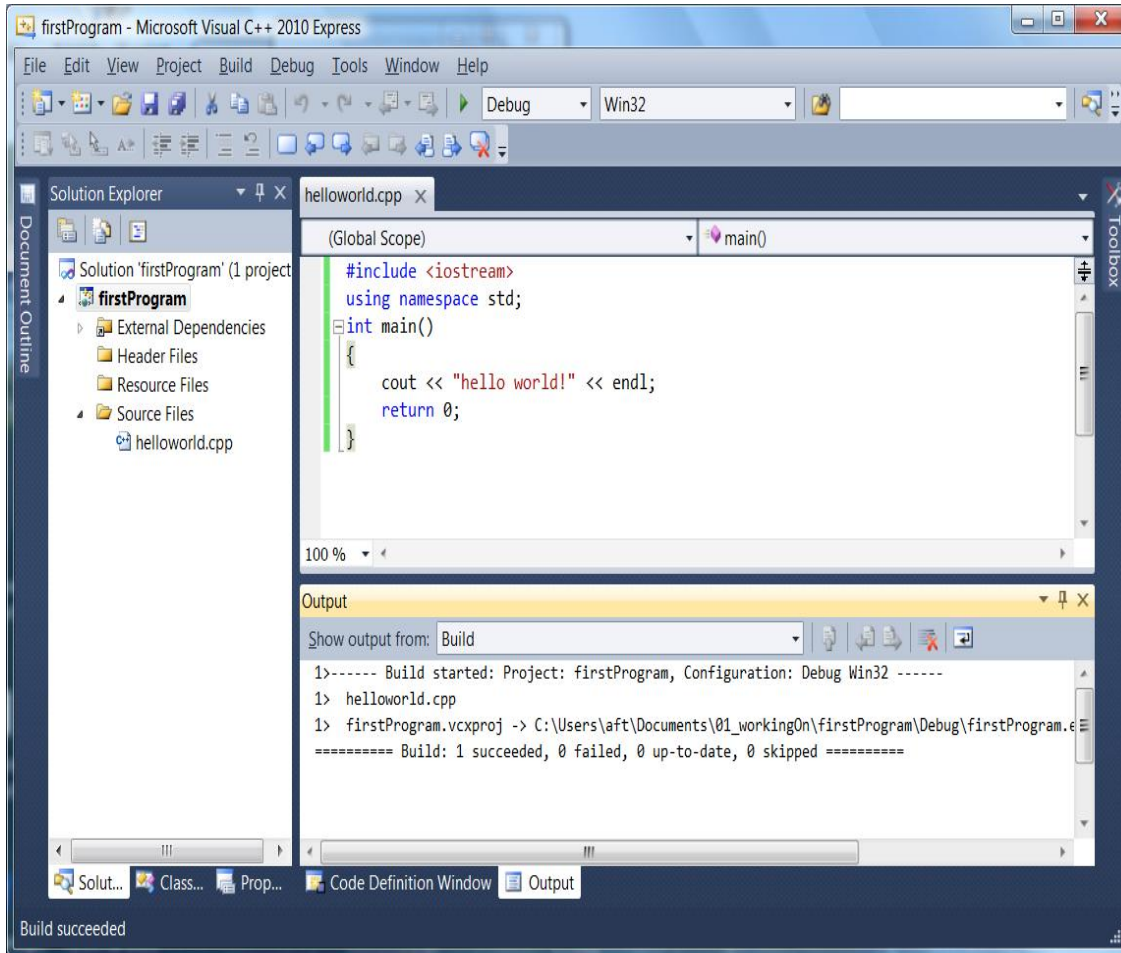 firstProgram - Microsoft Visual C++ 2010 Express
File Edit View Project Build Debug Tools Window Help
Debug Win32
Document Outline
Solution Explorer
Solution 'firstProgram' (1 project
firstProgram
External Dependencies
Header Files
Resource Files
Source Files
helloworld.cpp
helloworld.cpp
(Global Scope) main()
#include <iostream>
using namespace std;
int main()
{
cout << "hello world!" << endl;
return 0;
}
100 %
Toolbox
Output
Show output from: Build
1>------ Build started: Project: firstProgram, Configuration: Debug Win32 ------
1> helloworld.cpp
1> firstProgram.vcxproj -> C:\Users\aft\Documents\01_workingOn\firstProgram\Debug\firstProgram.e
========== Build: 1 succeeded, 0 failed, 0 up-to-date, 0 skipped ==========
Solut... Class... Prop... Code Definition Window Output
Build succeeded